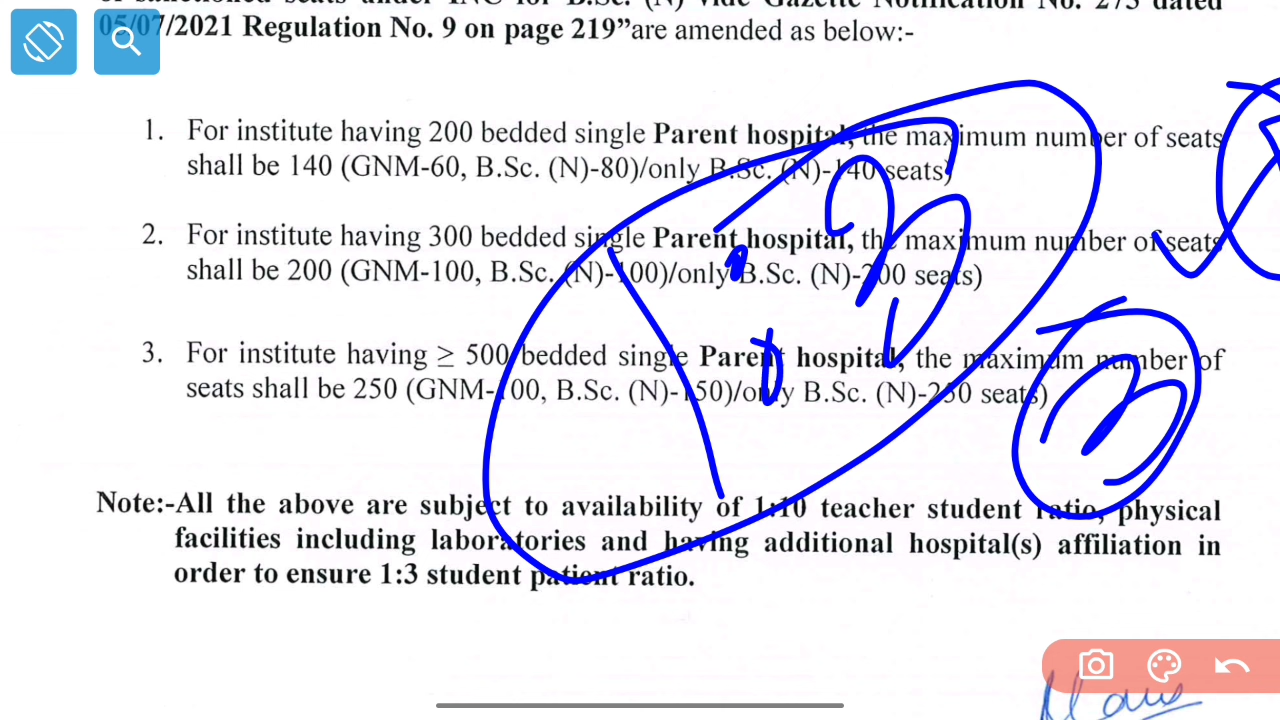 05/07/2021 Regulation No. 9 on page 219”are amended as below:-
1. For institute having 200 bedded single Parent hospital, the maximum number of seats
shall be 140 (GNM-60, B.Sc. (N)-80)/only B.Sc. (N)-140 seats)
2. For institute having 300 bedded single Parent hospital, the maximum number of seats
shall be 200 (GNM-100, B.Sc. (N)-100)/only B.Sc. (N)-200 seats)
3. For institute having ≥ 500 bedded single Parent hospital, the maximum number of
seats shall be 250 (GNM-100, B.Sc. (N)-150)/only B.Sc. (N)-250 seats)
Note:-All the above are subject to availability of 1:10 teacher student ratio, physical
facilities including laboratories and having additional hospital(s) affiliation in
order to ensure 1:3 student patient ratio.